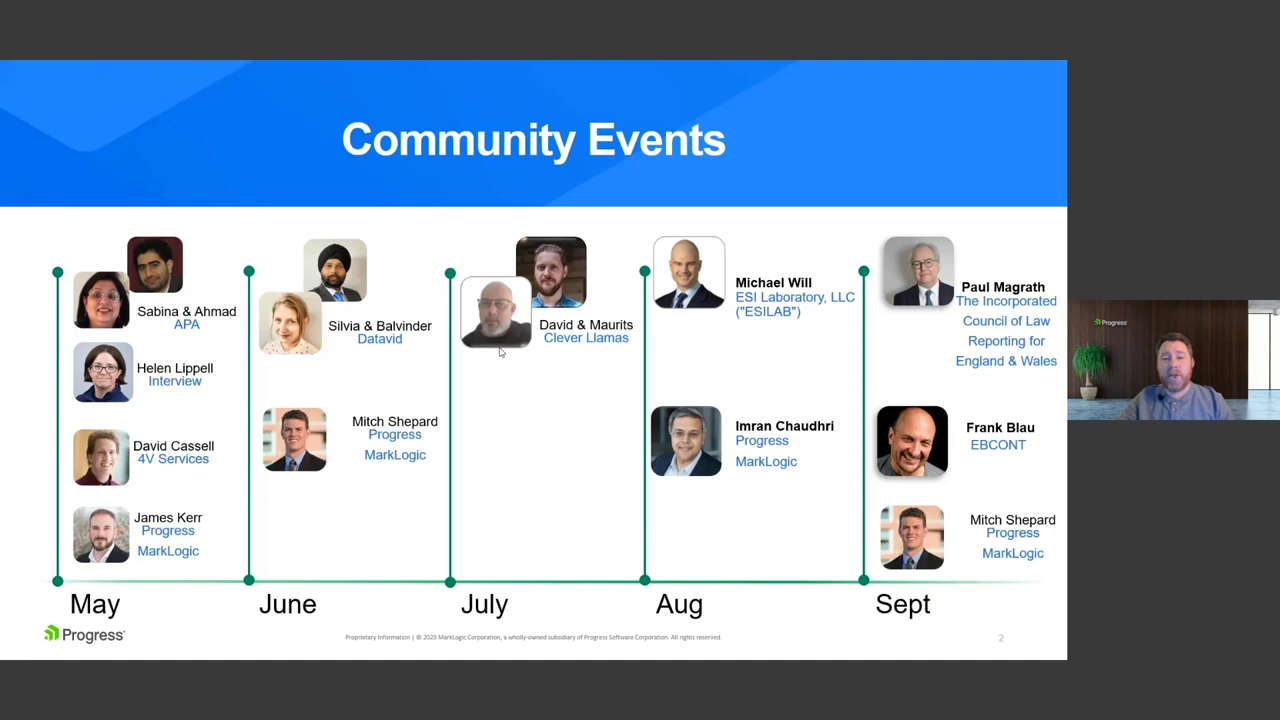 Community Events
Sabina & Ahmad
APA
Helen Lippell
Interview
David Cassell
4V Services
James Kerr
Progress
MarkLogic
Silvia & Balvinder
Datavid
Mitch Shepard
Progress
MarkLogic
David & Maurits
Clever Llamas
Michael Will
ESI Laboratory, LLC
("ESILAB")
Imran Chaudhri
Progress
MarkLogic
Paul Magrath
The Incorporated
Council of Law
Reporting for
England & Wales
Frank Blau
EBCONT
Mitch Shepard
Progress
MarkLogic
May
June
July
Aug
Sept
Progress
Proprietary Information | © 2023 MarkLogic Corporation, a wholly-owned subsidiary of Progress Software Corporation. All rights reserved.
2
Progress